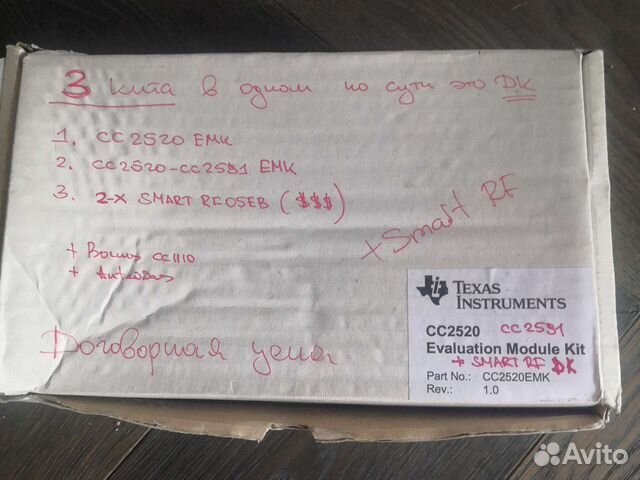 3 Кита в одном по сути это DK
1. CC2520 EMK
2. CC2520-CC2591 EMK
3. 2-X SMART RF05EB ($$$)
+ Smart RF
+ Bonus CC1110
+
Договорная цена
TEXAS
INSTRUMENTS
CC2520 CC2591
Evaluation Module Kit
+ SMART RF DK
Part No.: CC2520EMK
Rev.: 1.0
Avito